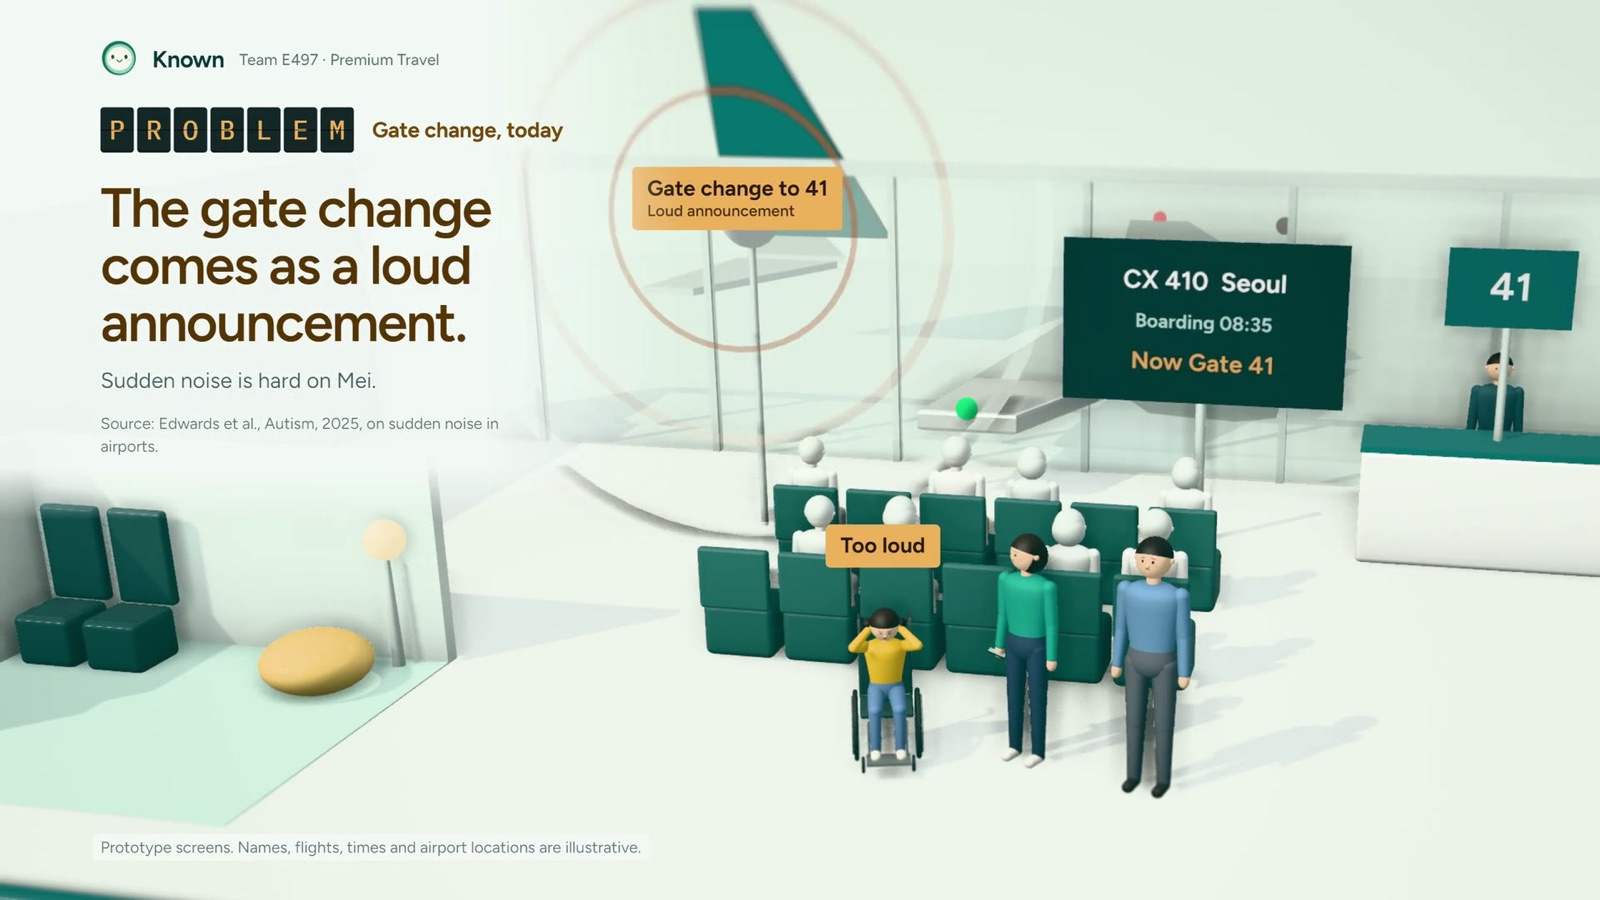 Known Team E497 · Premium Travel
PROBLEM Gate change, today
The gate change
comes as a loud
announcement.
Sudden noise is hard on Mei.
Source: Edwards et al., Autism, 2025, on sudden noise in
airports.
Gate change to 41
Loud announcement
CX 410 Seoul
Boarding 08:35
Now Gate 41
41
Too loud
Prototype screens. Names, flights, times and airport locations are illustrative.